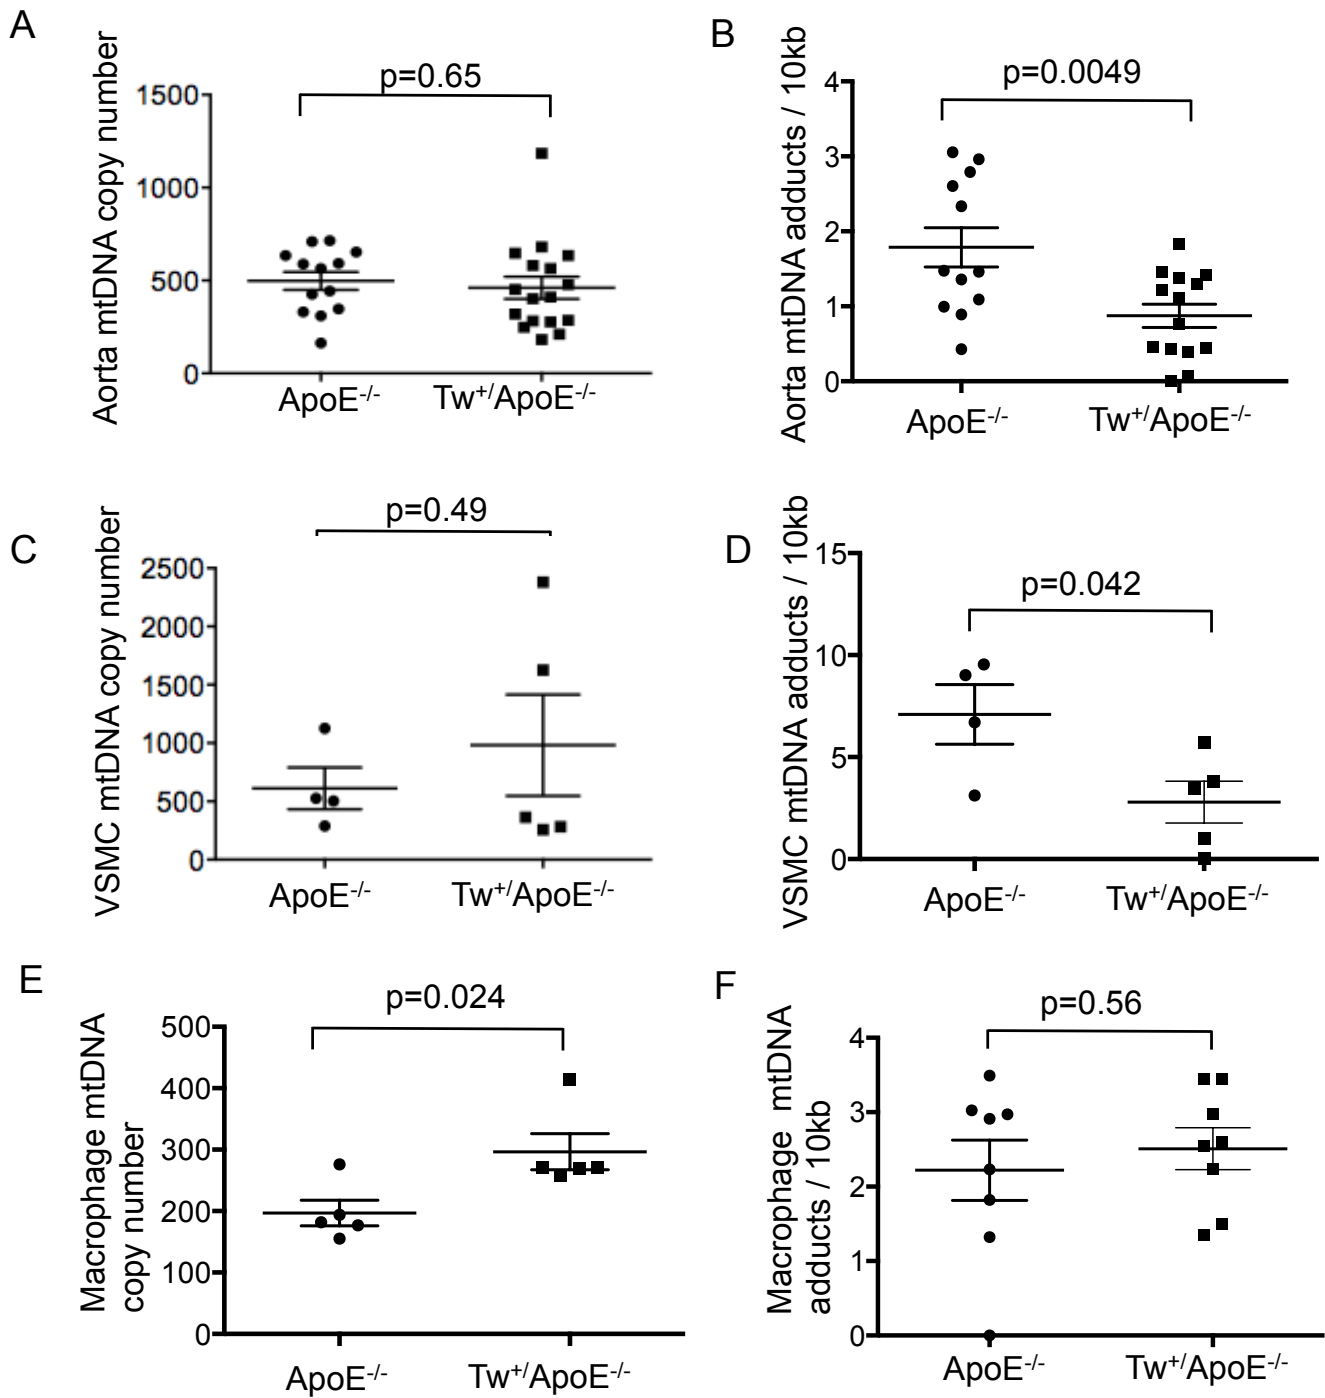 A
Aorta mtDNA copy number
p=0.65
1500
1000
500
0
ApoE-/-
Tw+/ApoE-/-
B
Aorta mtDNA adducts / 10kb
p=0.0049
4
3
2
1
0
ApoE-/-
Tw+/ApoE-/-
C
VSMC mtDNA copy number
p=0.49
2500
2000
1500
1000
500
0
ApoE-/-
Tw+/ApoE-/-
D
VSMC mtDNA adducts / 10kb
p=0.042
15
10
5
0
ApoE-/-
Tw+/ApoE-/-
E
Macrophage mtDNA
copy number
p=0.024
500
400
300
200
100
0
ApoE-/-
Tw+/ApoE-/-
F
Macrophage mtDNA
adducts / 10kb
p=0.56
4
3
2
1
0
ApoE-/-
Tw+/ApoE-/-